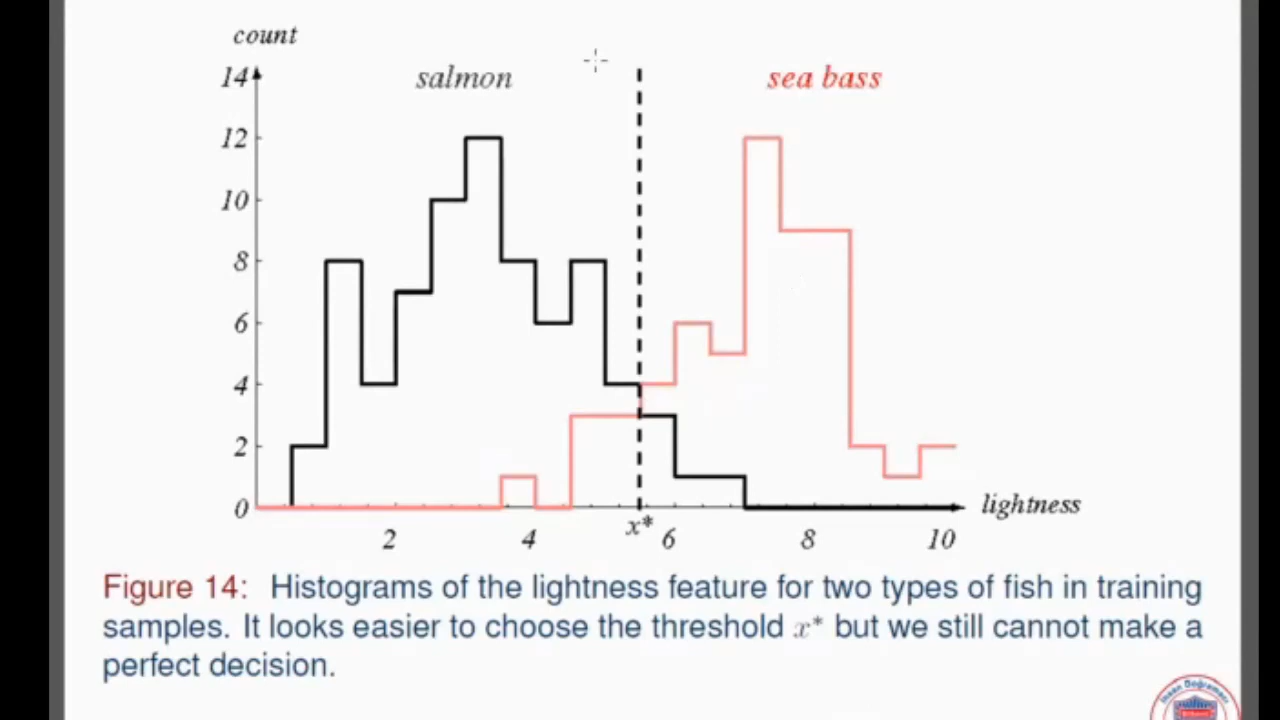 count
14
salmon
sea bass
12
10
8
6
4
2
0
lightness
x*
2
4
6
8
10
Figure 14: Histograms of the lightness feature for two types of fish in training
samples. It looks easier to choose the threshold x* but we still cannot make a
perfect decision.
İhsan Doğramacı